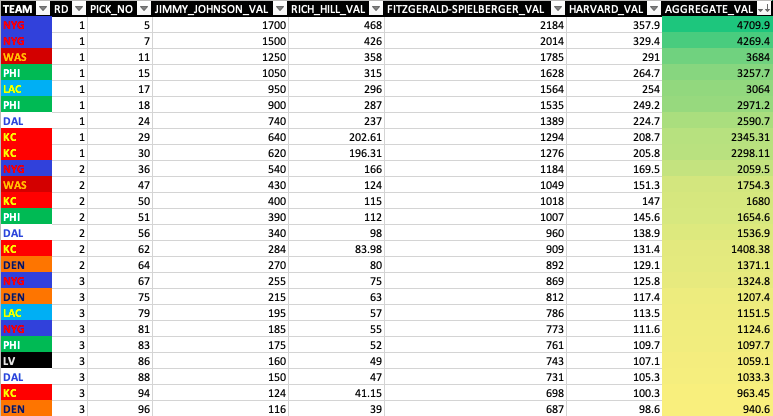 TEAM RD PICK_NO JIMMY_JOHNSON_VAL RICH_HILL_VAL FITZGERALD-SPIELBERGER_VAL HARVARD_VAL AGGREGATE_VAL
NYG 1 5 1700 468 2184 357.9 4709.9
NYG 1 7 1500 426 2014 329.4 4269.4
WAS 1 11 1250 358 1785 291 3684
PHI 1 15 1050 315 1628 264.7 3257.7
LAC 1 17 950 296 1564 254 3064
PHI 1 18 900 287 1535 249.2 2971.2
DAL 1 24 740 237 1389 224.7 2590.7
KC 1 29 640 202.61 1294 208.7 2345.31
KC 1 30 620 196.31 1276 205.8 2298.11
NYG 2 36 540 166 1184 169.5 2059.5
WAS 2 47 430 124 1049 151.3 1754.3
KC 2 50 400 115 1018 147 1680
PHI 2 51 390 112 1007 145.6 1654.6
DAL 2 56 340 98 960 138.9 1536.9
KC 2 62 284 83.98 909 131.4 1408.38
DEN 2 64 270 80 892 129.1 1371.1
NYG 3 67 255 75 869 125.8 1324.8
DEN 3 75 215 63 812 117.4 1207.4
LAC 3 79 195 57 786 113.5 1151.5
NYG 3 81 185 55 773 111.6 1124.6
PHI 3 83 175 52 761 109.7 1097.7
LV 3 86 160 49 743 107.1 1059.1
DAL 3 88 150 47 731 105.3 1033.3
KC 3 94 124 41.15 698 100.3 963.45
DEN 3 96 116 39 687 98.6 940.6